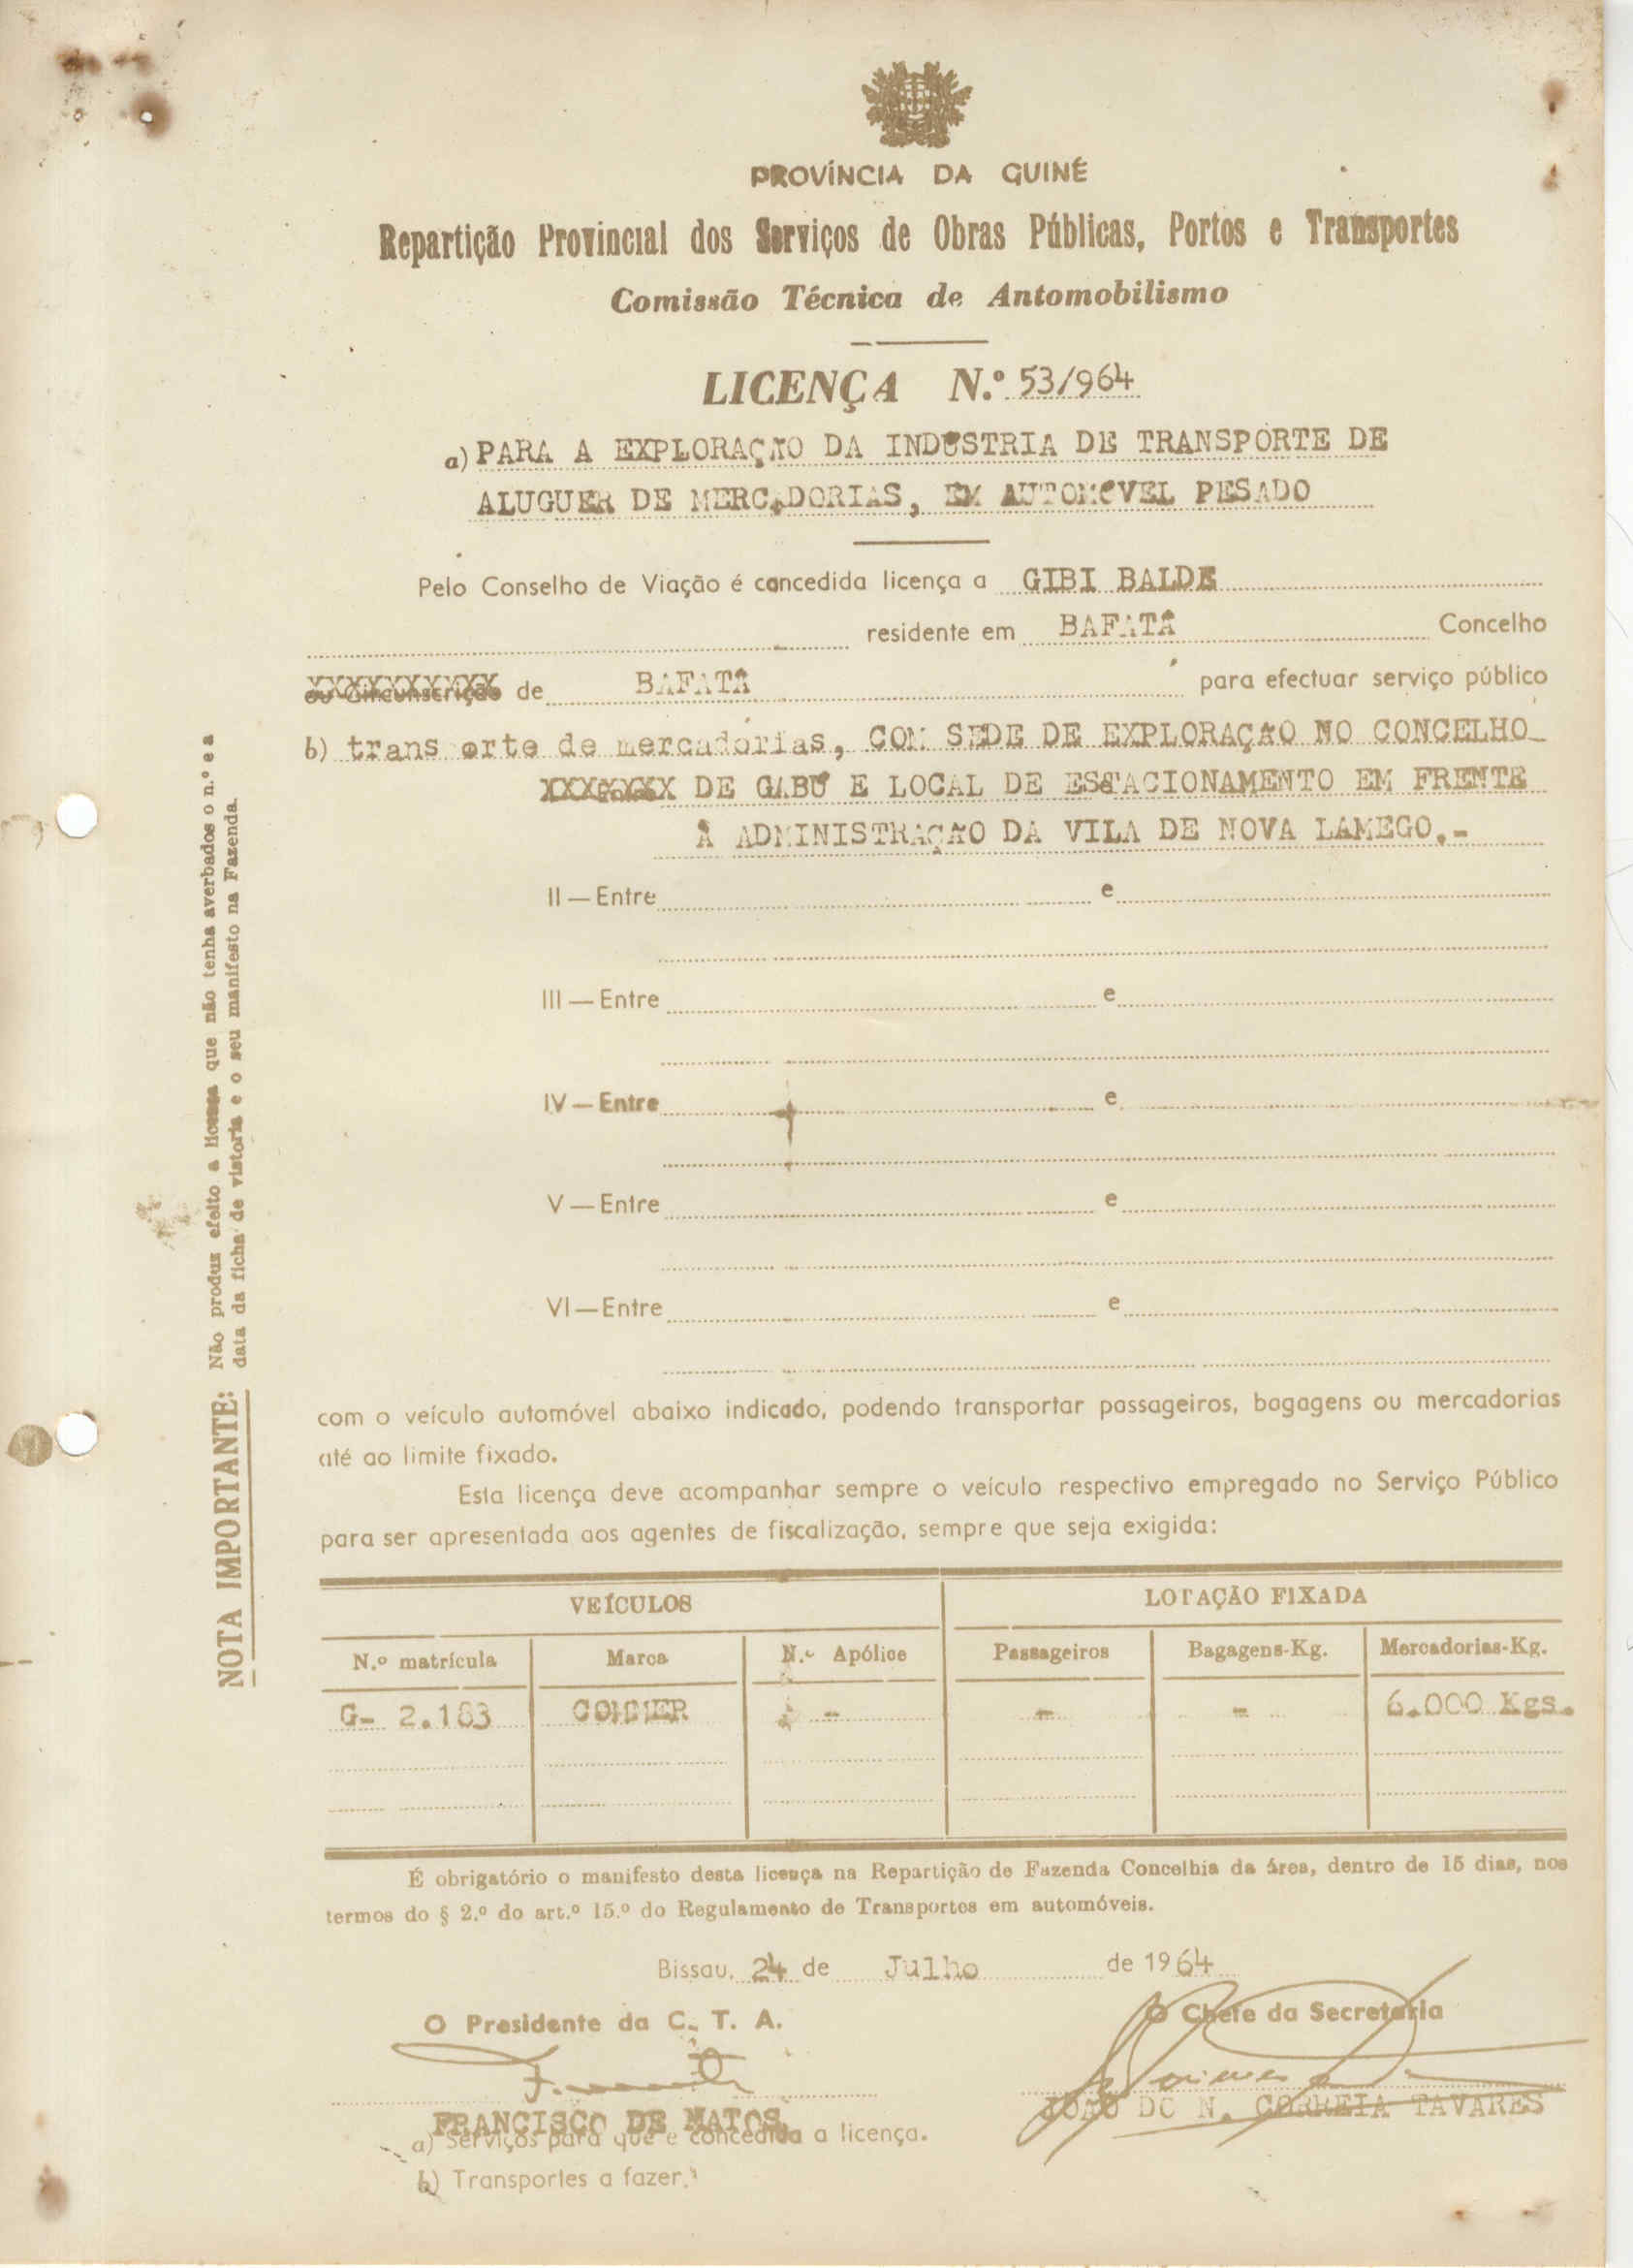 PROVÍNCIA DA GUINÉ
Repartição Provincial dos Serviços de Obras Públicas, Portos e Transportes
Comissão Técnica de Antomobilismo
LICENÇA N.º 53/964
a) PARA A EXPLORAÇÃO DA INDUSTRIA DE TRANSPORTE DE
ALUGUER DE MERCADORIAS, EM AUTOMOVEL PESADO
Pelo Conselho de Viação é concedida licença a GIBI BALDE
residente em BAFATÁ Concelho
ou Circunscrição de BAFATÁ para efectuar serviço público
b) transporte de mercadorias, COM SEDE DE EXPLORAÇÃO NO CONCELHO
DE GABU E LOCAL DE ESTACIONAMENTO EM FRENTE
À ADMINISTRAÇÃO DA VILA DE NOVA LAMEGO.-
II — Entre e
III — Entre e
IV — Entre e
V — Entre e
VI — Entre e
com o veículo automóvel abaixo indicado, podendo transportar passageiros, bagagens ou mercadorias
até ao limite fixado.
Esta licença deve acompanhar sempre o veículo respectivo empregado no Serviço Público
para ser apresentada aos agentes de fiscalização, sempre que seja exigida:
VEÍCULOS LOTAÇÃO FIXADA
N.º matrícula Marca N.º Apólice Passageiros Bagagens-Kg. Mercadorias-Kg.
G- 2.183 - - - 6.000 Kgs.
É obrigatório o manifesto desta licença na Repartição de Fazenda Concelhia da área, dentro de 15 dias, nos
termos do § 2.º do art.º 15.º do Regulamento de Transportes em automóveis.
Bissau, 24 de Julho de 1964
O Presidente da C. T. A. O Chefe da Secretaria
FRANCISCO DE MATOS JOÃO DO N. CORREIA TAVARES
a) Serviços para que e concedida a licença.
b) Transportes a fazer.
NOTA IMPORTANTE: Não produz efeito a licença que não tenha averbados o n.º e a
data da ficha de vistoria e o seu manifesto na Fazenda.